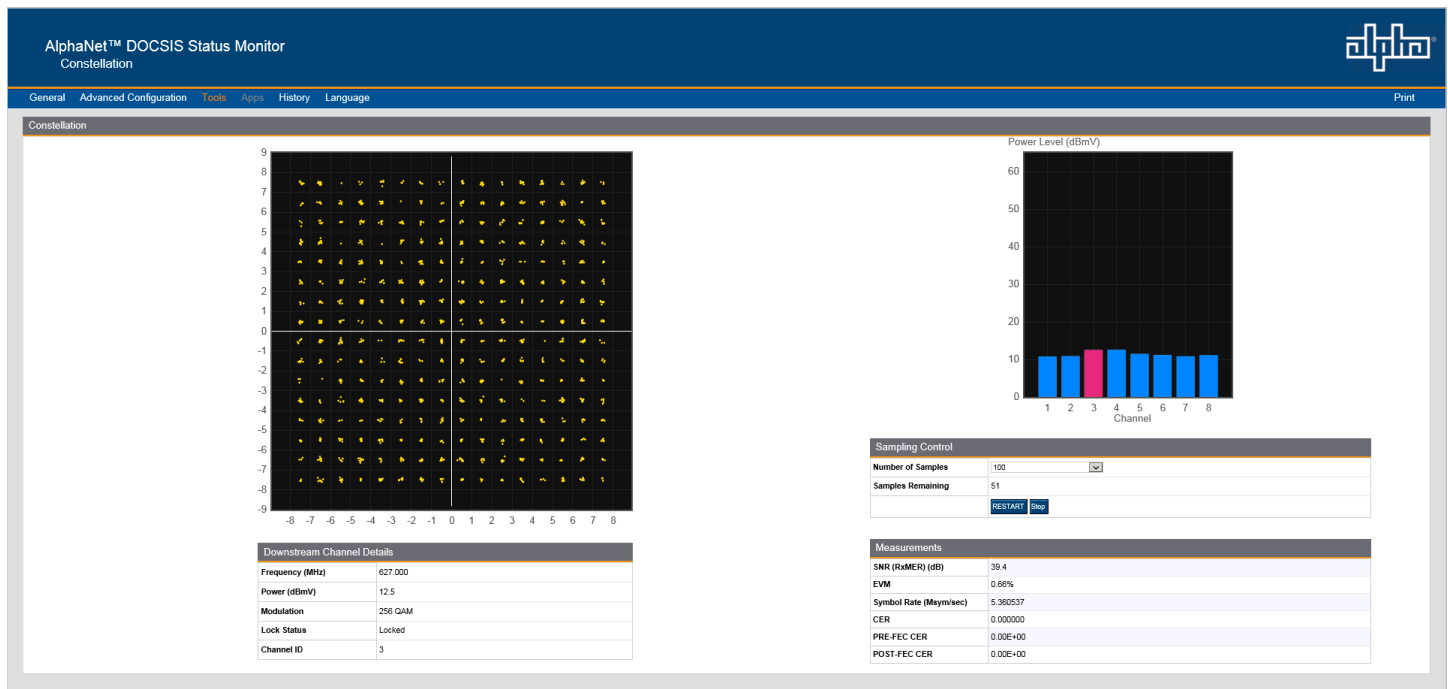 AlphaNet™ DOCSIS Status Monitor
Constellation
alpha®
General Advanced Configuration Tools Apps History Language Print
Constellation
9
8
7
6
5
4
3
2
1
0
-1
-2
-3
-4
-5
-6
-7
-8
-9
-8 -7 -6 -5 -4 -3 -2 -1 0 1 2 3 4 5 6 7 8
Power Level (dBmV)
60
50
40
30
20
10
0
1 2 3 4 5 6 7 8
Channel
Downstream Channel Details
Frequency (MHz) 627.000
Power (dBmV) 12.5
Modulation 256 QAM
Lock Status Locked
Channel ID 3
Sampling Control
Number of Samples 100
Samples Remaining 51
RESTART Stop
Measurements
SNR (RxMER) (dB) 39.4
EVM 0.66%
Symbol Rate (Msym/sec) 5.360537
CER 0.000000
PRE-FEC CER 0.00E+00
POST-FEC CER 0.00E+00